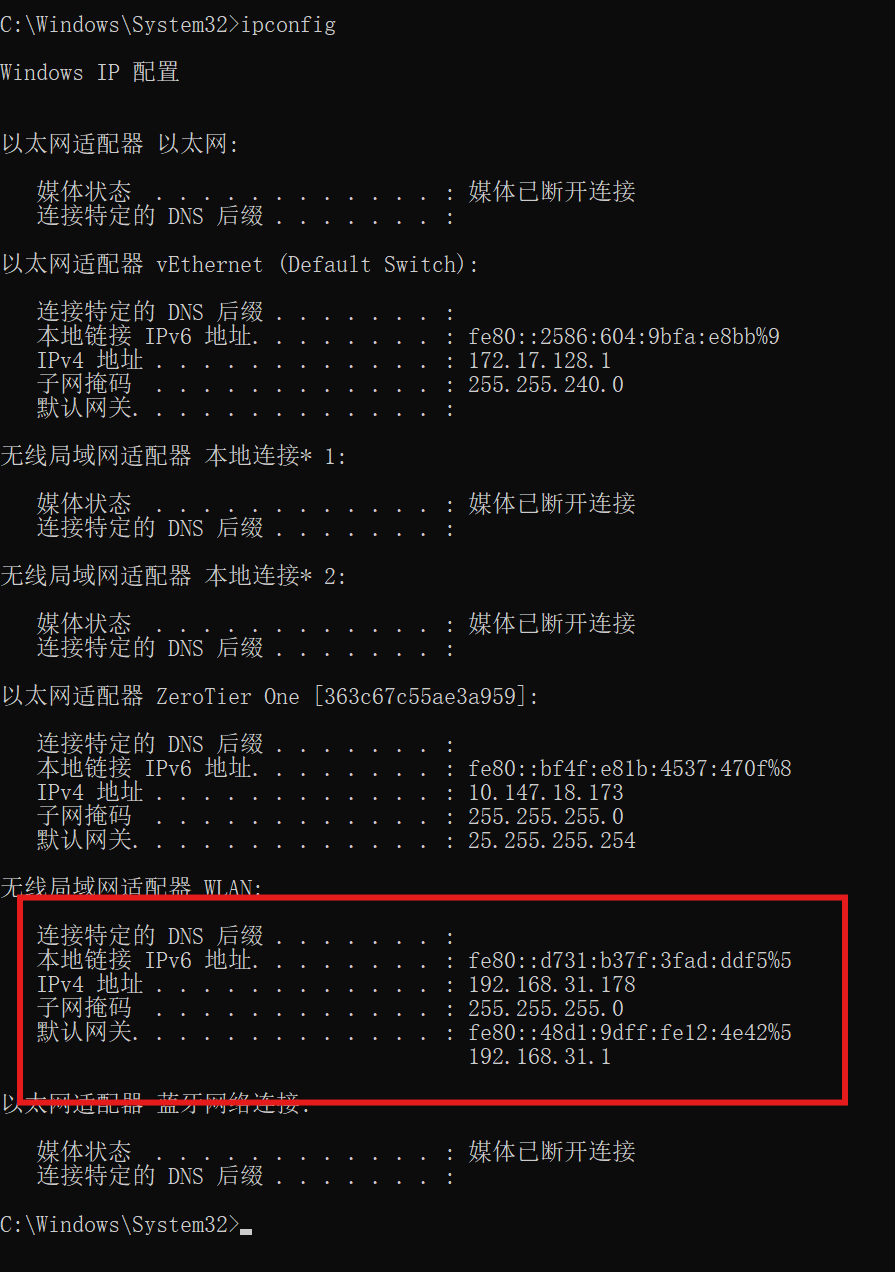 C:\Windows\System32>ipconfig
Windows IP 配置
以太网适配器 以太网:
媒体状态  . . . . . . . . . . . . : 媒体已断开连接
连接特定的 DNS 后缀 . . . . . . . :
以太网适配器 vEthernet (Default Switch):
连接特定的 DNS 后缀 . . . . . . . :
本地链接 IPv6 地址. . . . . . . . : fe80::2586:604:9bfa:e8bb%9
IPv4 地址 . . . . . . . . . . . . : 172.17.128.1
子网掩码  . . . . . . . . . . . . : 255.255.240.0
默认网关. . . . . . . . . . . . . :
无线局域网适配器 本地连接* 1:
媒体状态  . . . . . . . . . . . . : 媒体已断开连接
连接特定的 DNS 后缀 . . . . . . . :
无线局域网适配器 本地连接* 2:
媒体状态  . . . . . . . . . . . . : 媒体已断开连接
连接特定的 DNS 后缀 . . . . . . . :
以太网适配器 ZeroTier One [363c67c55ae3a959]:
连接特定的 DNS 后缀 . . . . . . . :
本地链接 IPv6 地址. . . . . . . . : fe80::bf4f:e81b:4537:470f%8
IPv4 地址 . . . . . . . . . . . . : 10.147.18.173
子网掩码  . . . . . . . . . . . . : 255.255.255.0
默认网关. . . . . . . . . . . . . : 25.255.255.254
无线局域网适配器 WLAN:
连接特定的 DNS 后缀 . . . . . . . :
本地链接 IPv6 地址. . . . . . . . : fe80::d731:b37f:3fad:ddf5%5
IPv4 地址 . . . . . . . . . . . . : 192.168.31.178
子网掩码  . . . . . . . . . . . . : 255.255.255.0
默认网关. . . . . . . . . . . . . : fe80::48d1:9dff:fe12:4e42%5
192.168.31.1
以太网适配器 蓝牙网络连接:
媒体状态  . . . . . . . . . . . . : 媒体已断开连接
连接特定的 DNS 后缀 . . . . . . . :
C:\Windows\System32>